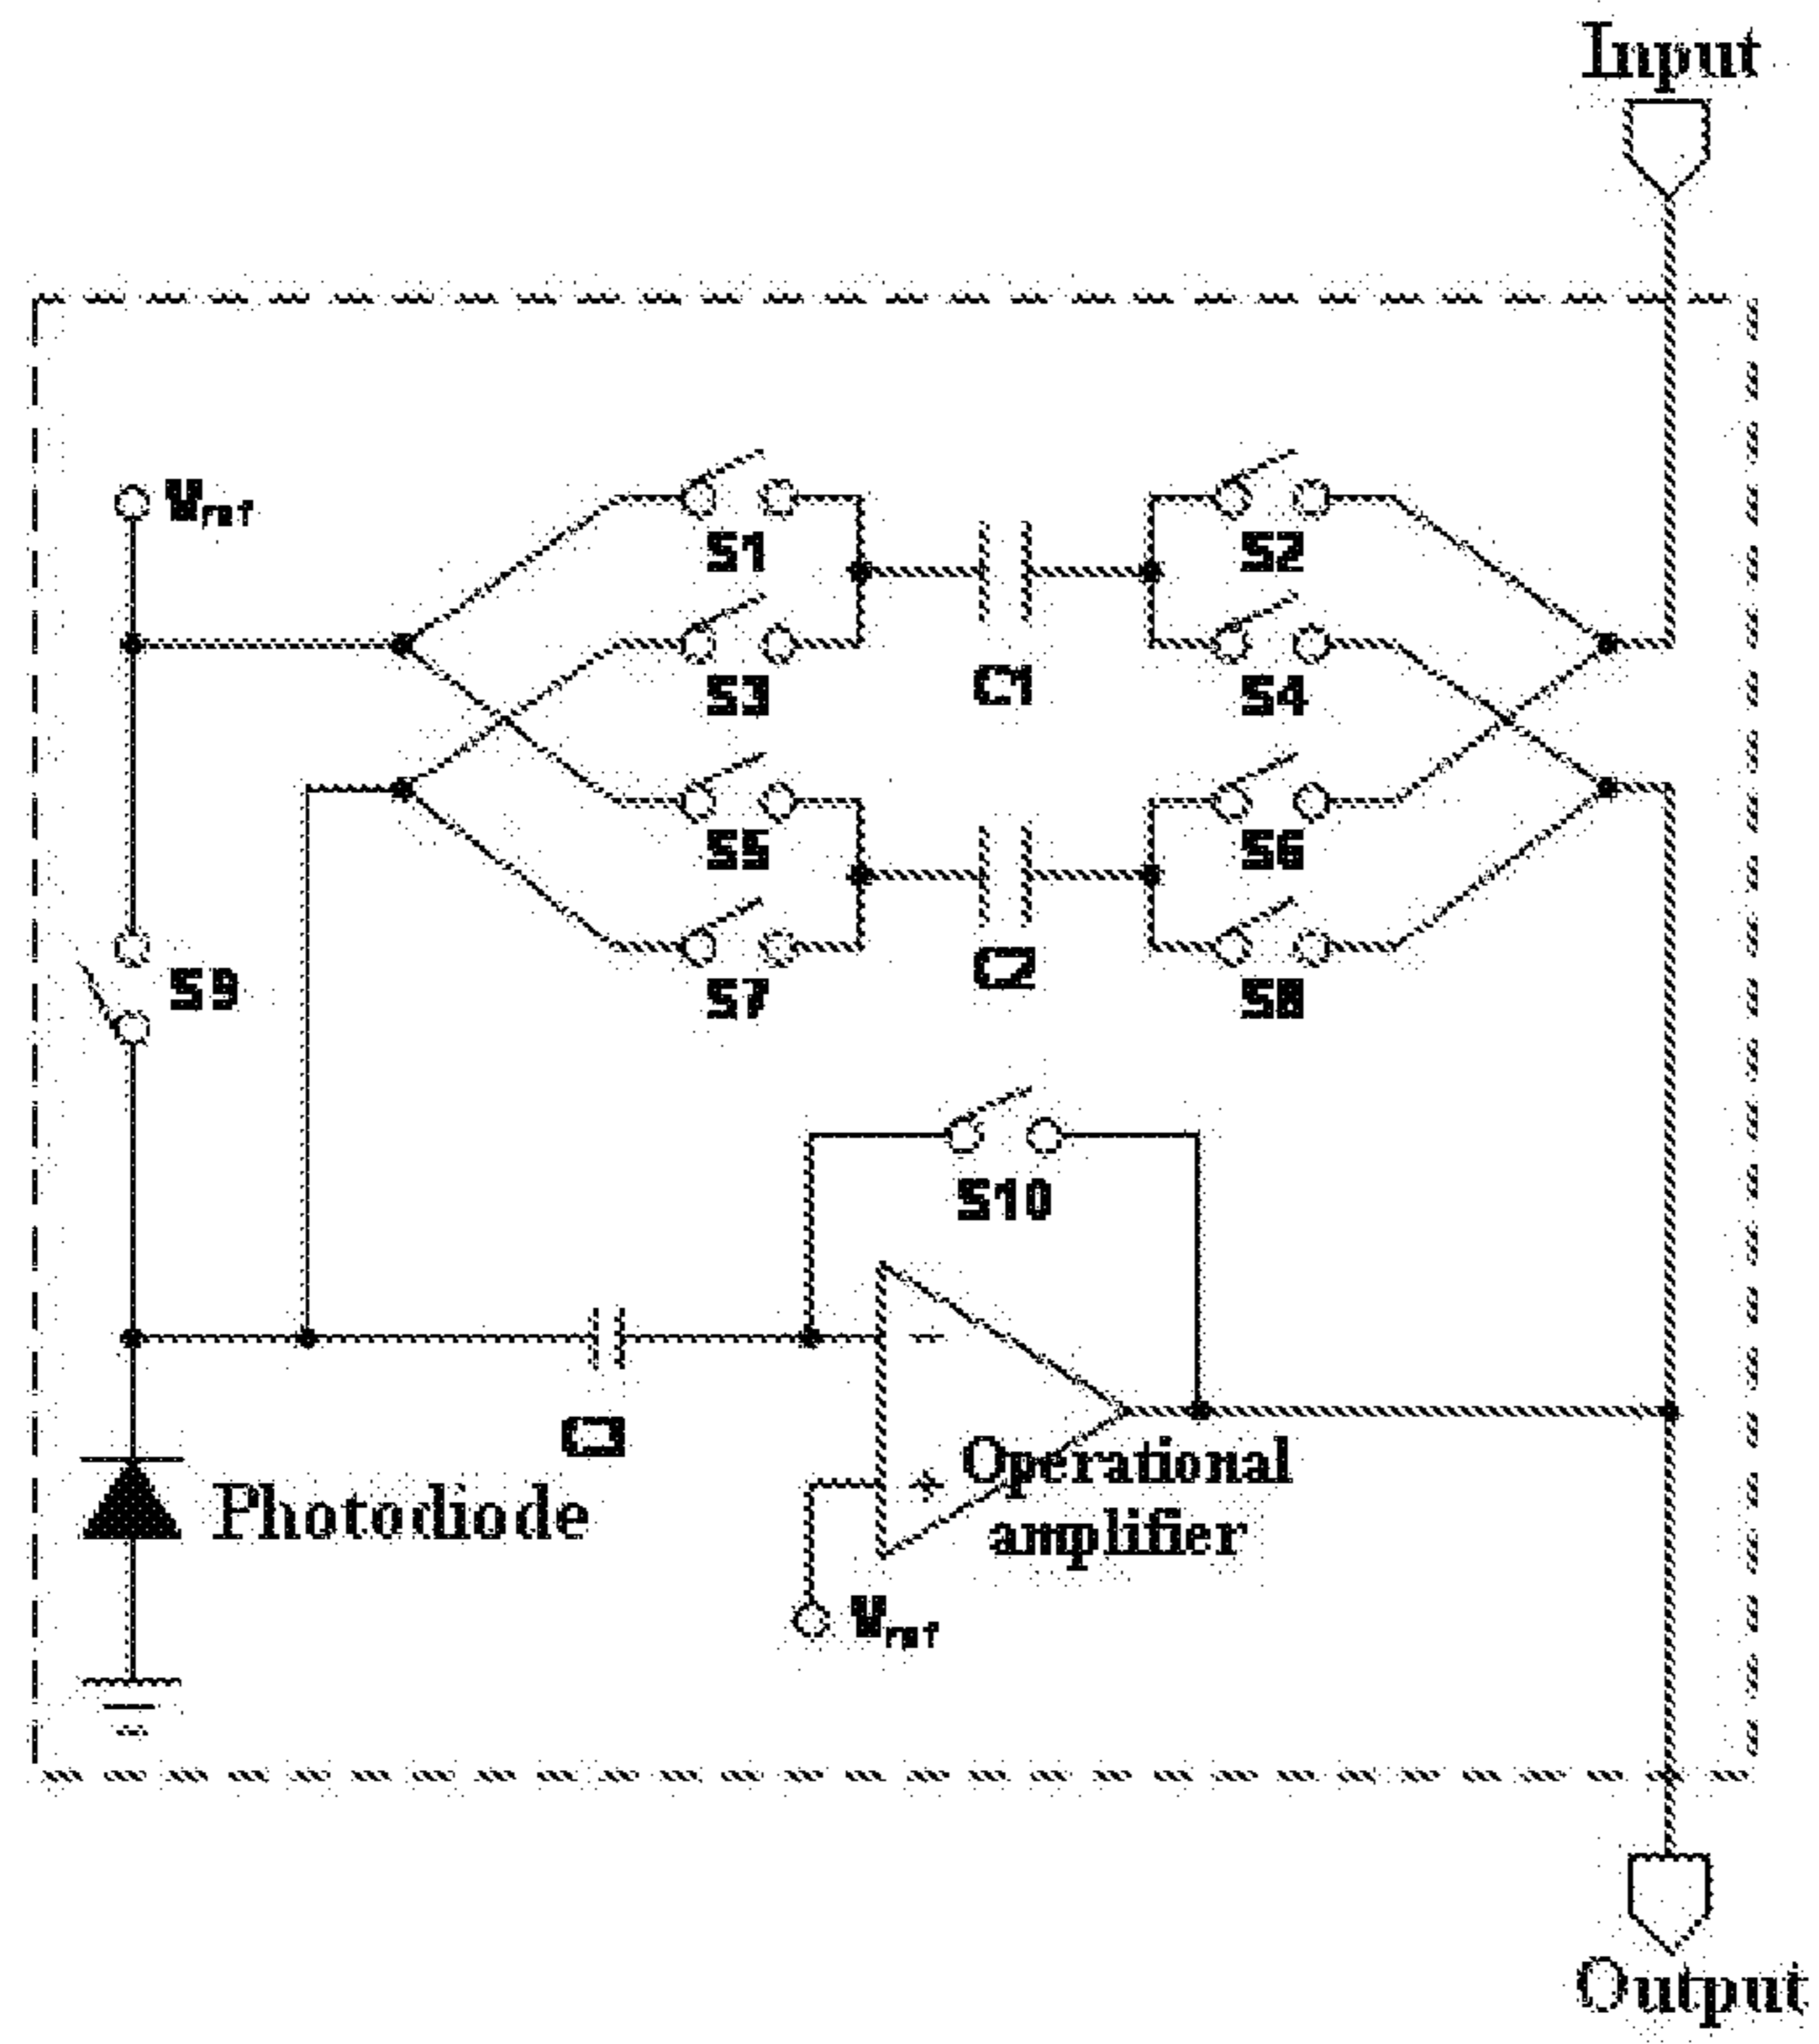 Input
Vref
S1
S2
S3
C1
S4
S5
S6
S9
C2
S7
S8
S10
C3
Operational
amplifier
Photodiode
Vref
Output